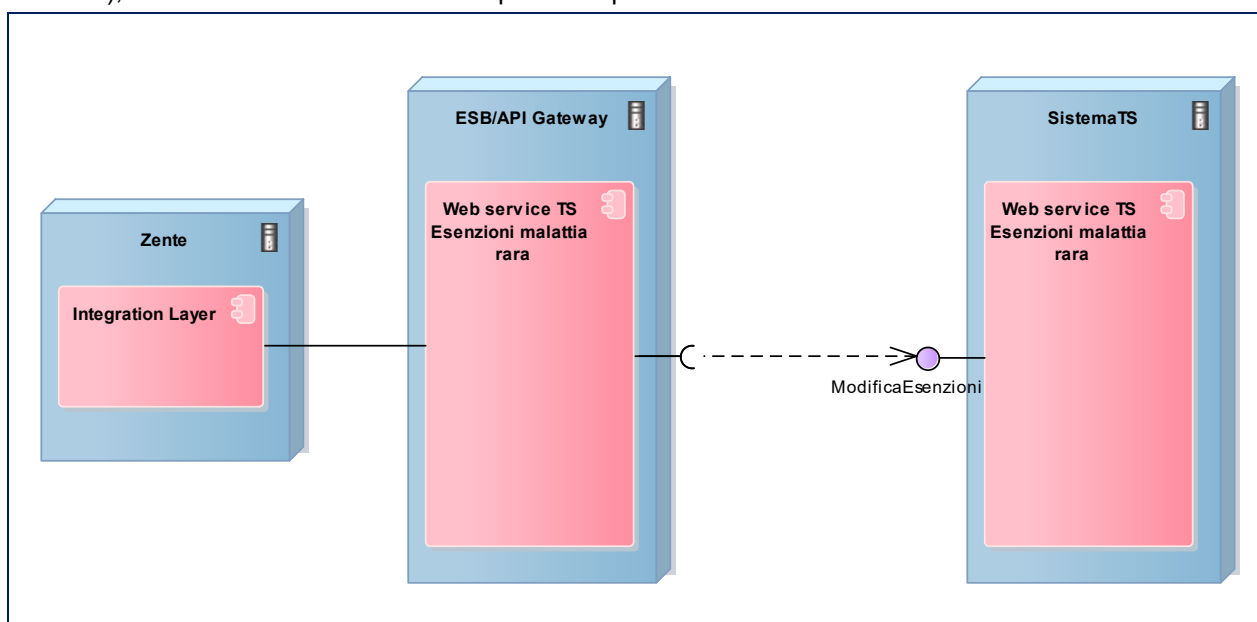 ESB/API Gateway
SistemaTS
Web service TS
Esenzioni malattia
rara
Web service TS
Esenzioni malattia
rara
Zente
Integration Layer
ModificaEsenzioni